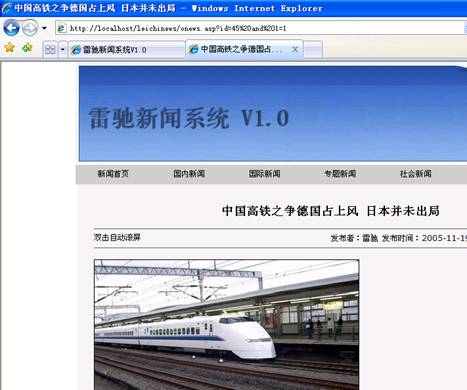 中国高铁之争德国占上风 日本并未出局 - Windows Internet Explorer
http://localhost/leichinews/onews.asp?id=45%20and%201=1
雷驰新闻系统V1.0 中国高铁之争德国占上...
雷驰新闻系统 V1.0
新闻首页 国内新闻 国际新闻 专题新闻 社会新闻
中国高铁之争德国占上风 日本并未出局
双击自动滚屏 发布者：雷驰 发布时间：2005-11-19